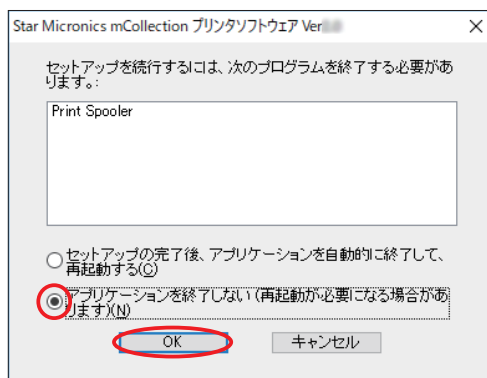 Star Micronics mCollection プリンタソフトウェア Ver
セットアップを続行するには、次のプログラムを終了する必要があ
ります。:
Print Spooler
セットアップの完了後、アプリケーションを自動的に終了して、
再起動する(C)
アプリケーションを終了しない(再起動が必要になる場合があ
ります)(N)
OK
キャンセル